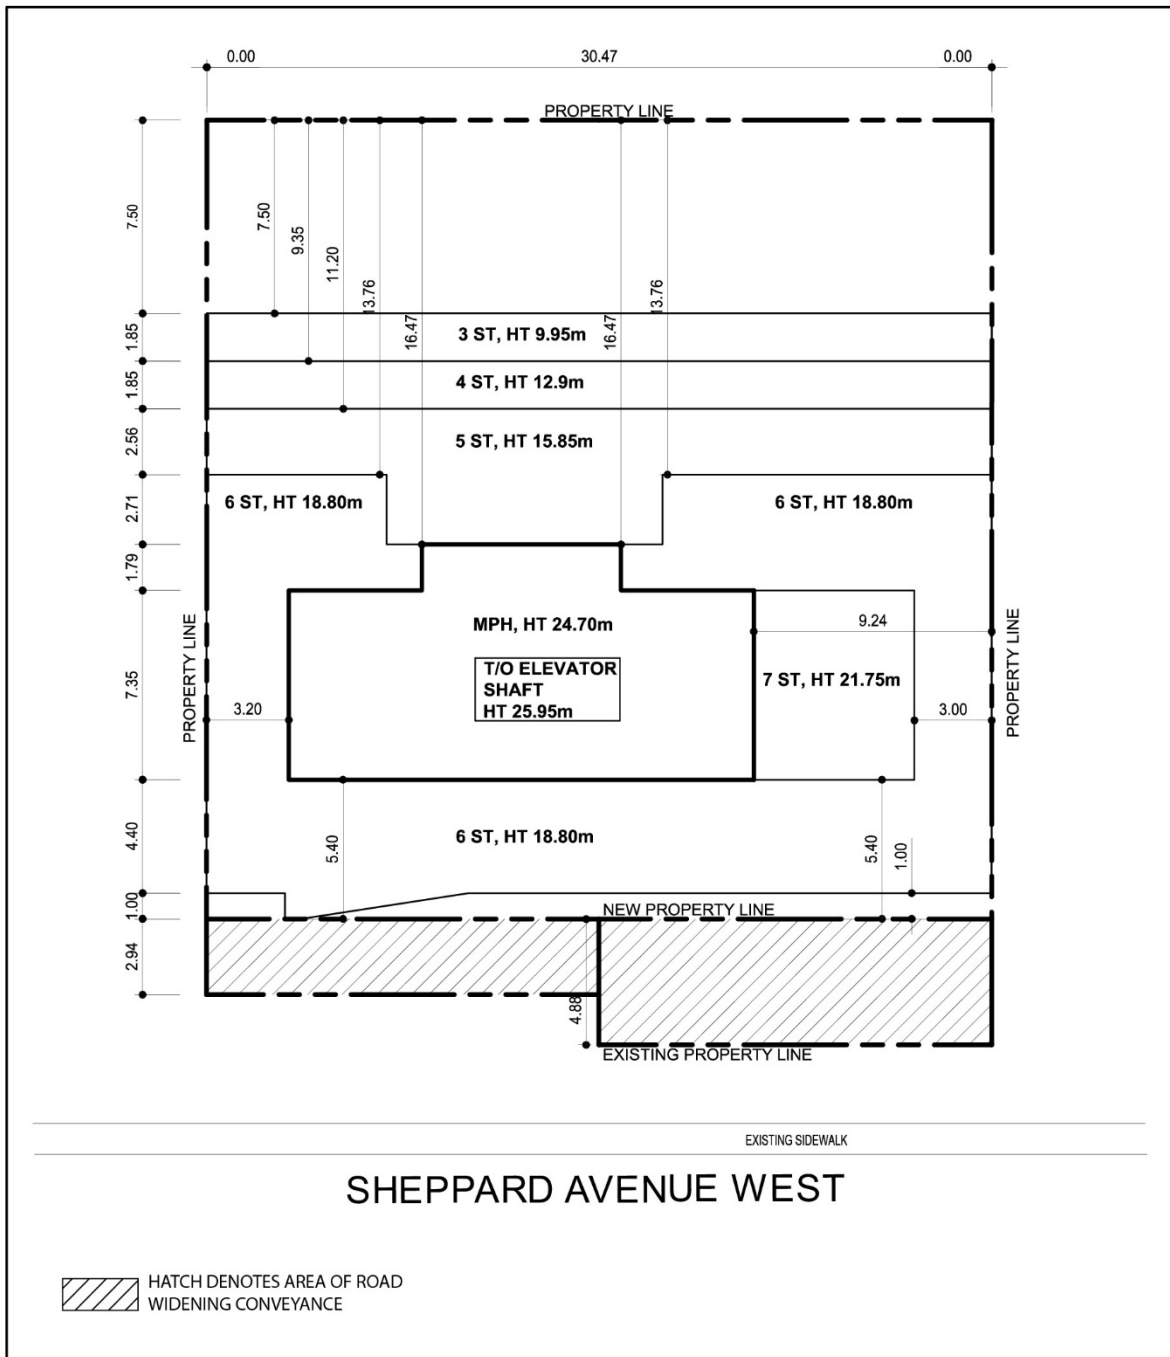 0.00 30.47 0.00
PROPERTY LINE
7.50
7.50
9.35
11.20
13.76
16.47
16.47
13.76
1.85
3 ST, HT 9.95m
1.85
4 ST, HT 12.9m
2.56
5 ST, HT 15.85m
2.71
6 ST, HT 18.80m
6 ST, HT 18.80m
1.79
PROPERTY LINE
7.35
MPH, HT 24.70m
T/O ELEVATOR
SHAFT
HT 25.95m
9.24
7 ST, HT 21.75m
3.20
3.00
PROPERTY LINE
4.40
5.40
6 ST, HT 18.80m
5.40
1.00
1.00
NEW PROPERTY LINE
2.94
4.88
EXISTING PROPERTY LINE
EXISTING SIDEWALK
SHEPPARD AVENUE WEST
HATCH DENOTES AREA OF ROAD
WIDENING CONVEYANCE